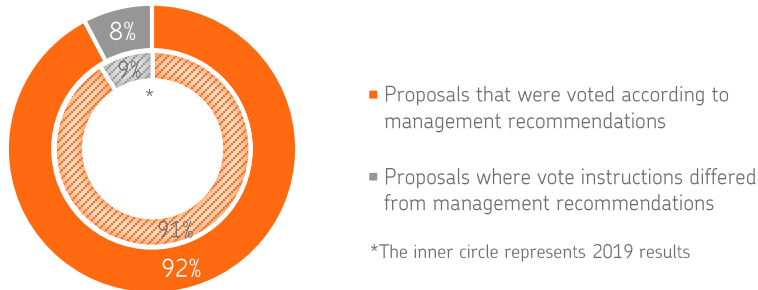 8%
9%
*
91%
92%
Proposals that were voted according to
management recommendations
Proposals where vote instructions differed
from management recommendations
*The inner circle represents 2019 results